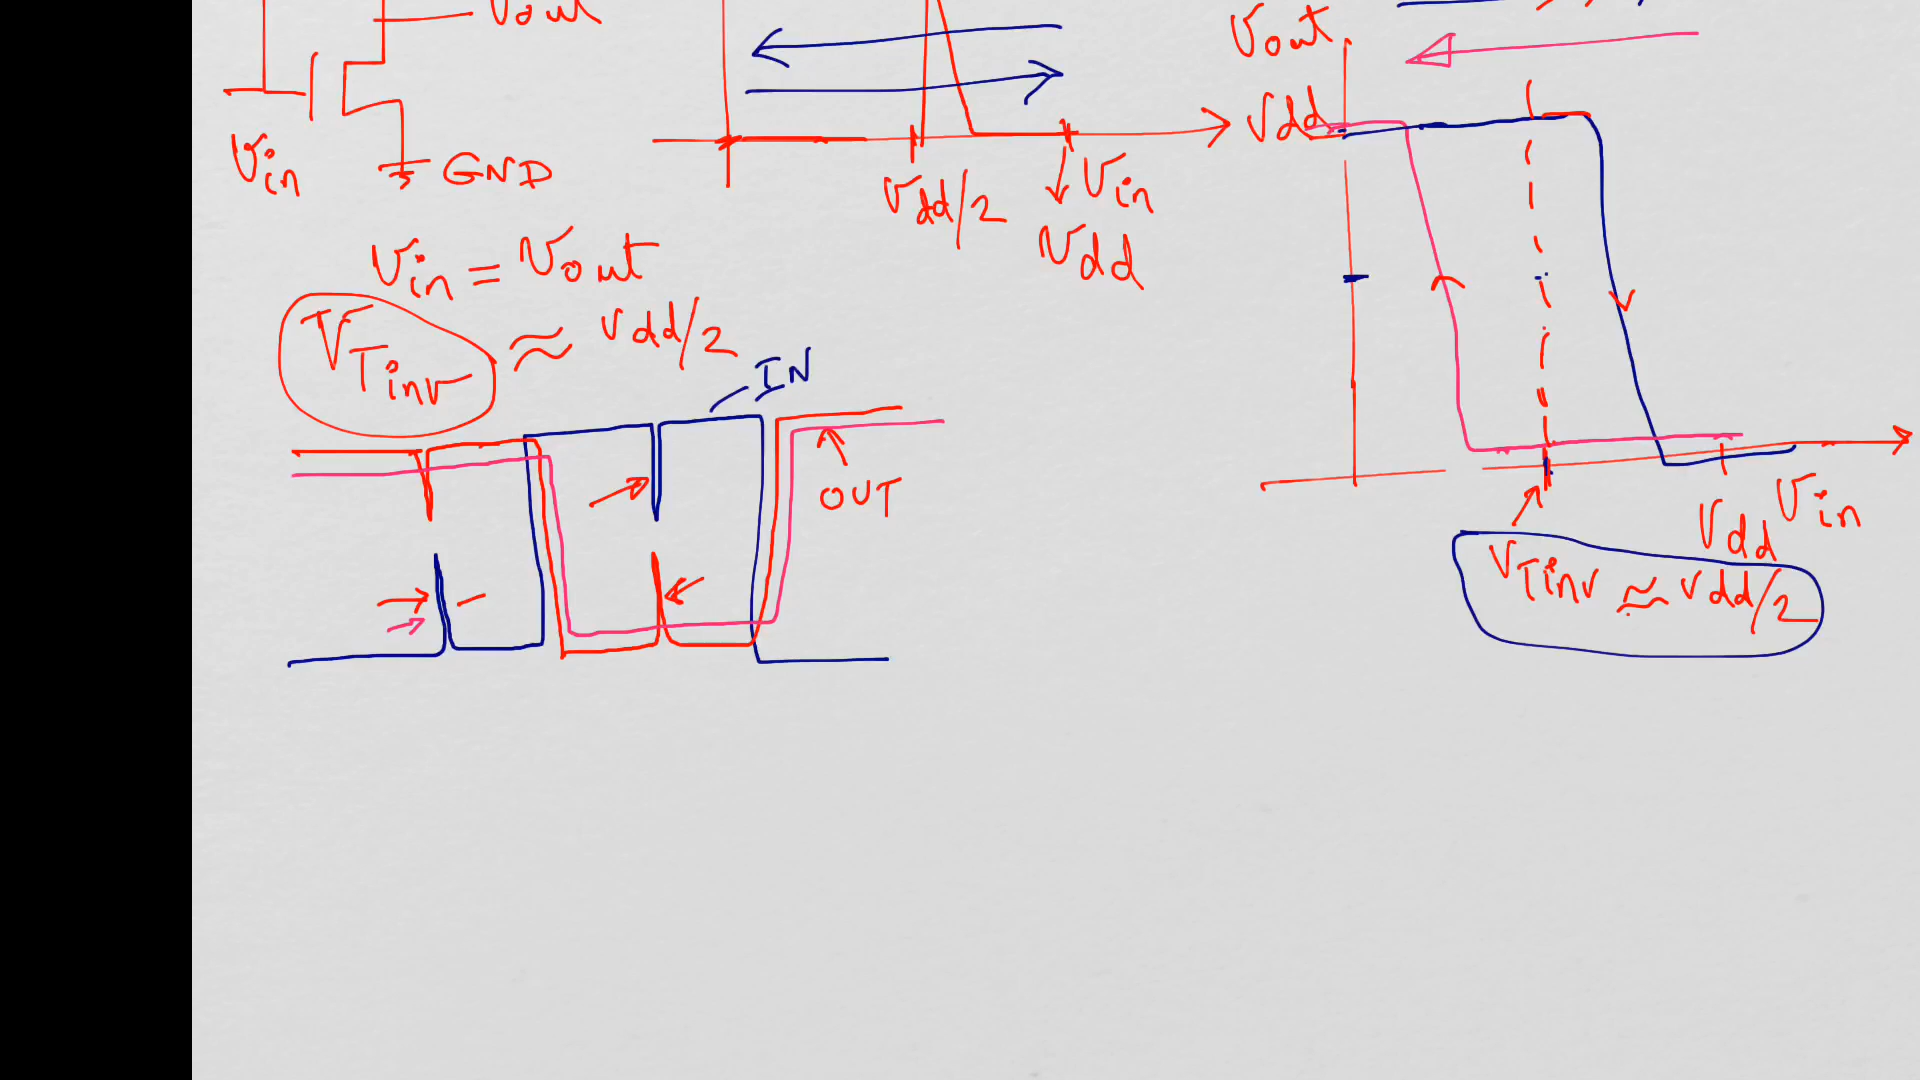 Vout
Vin
GND
Vdd/2
Vin
Vdd
Vout
Vdd
Vin = Vout
VTinv ≈ Vdd/2
IN
OUT
Vdd
Vin
VTinv ≈ Vdd/2